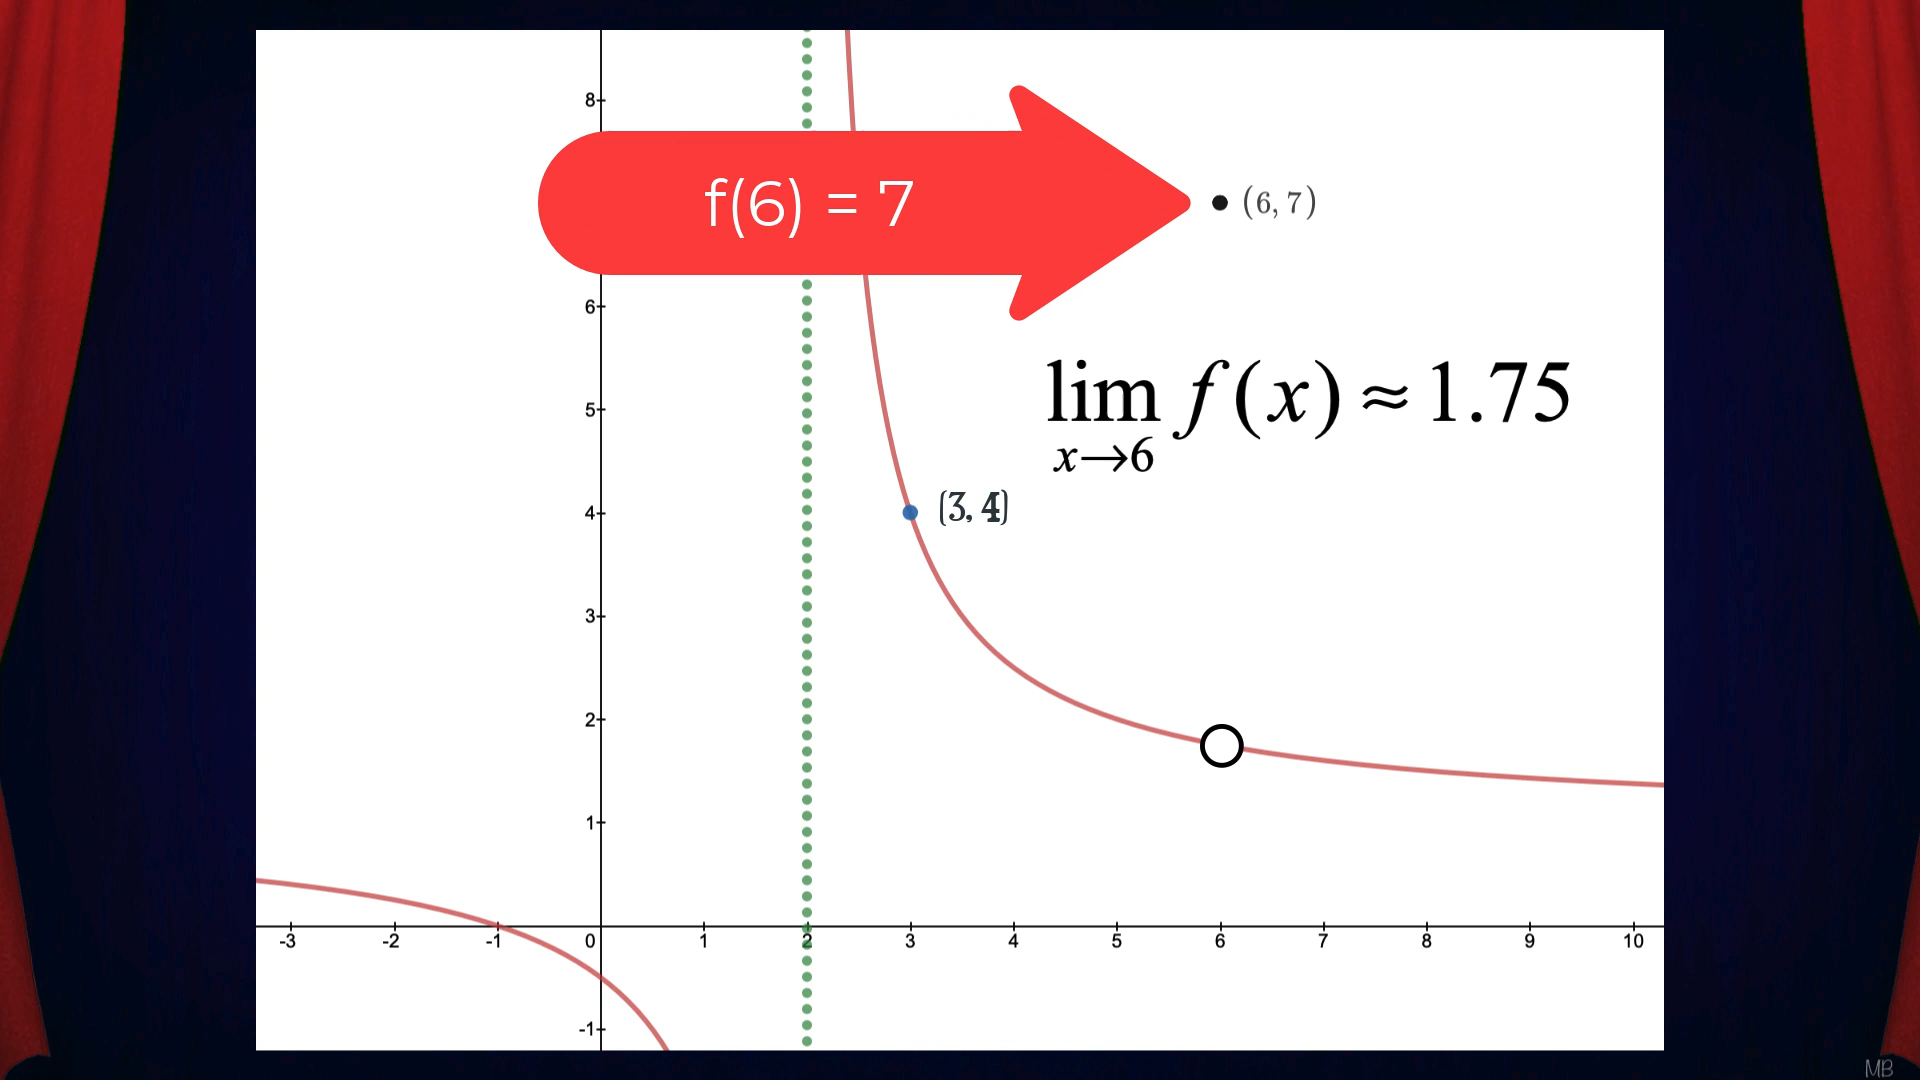 8
f(6) = 7
(6, 7)
6
lim f(x) ≈ 1.75
x→6
5
(3, 4)
4
3
2
1
-3 -2 -1 0 1 2 3 4 5 6 7 8 9 10
-1
MB